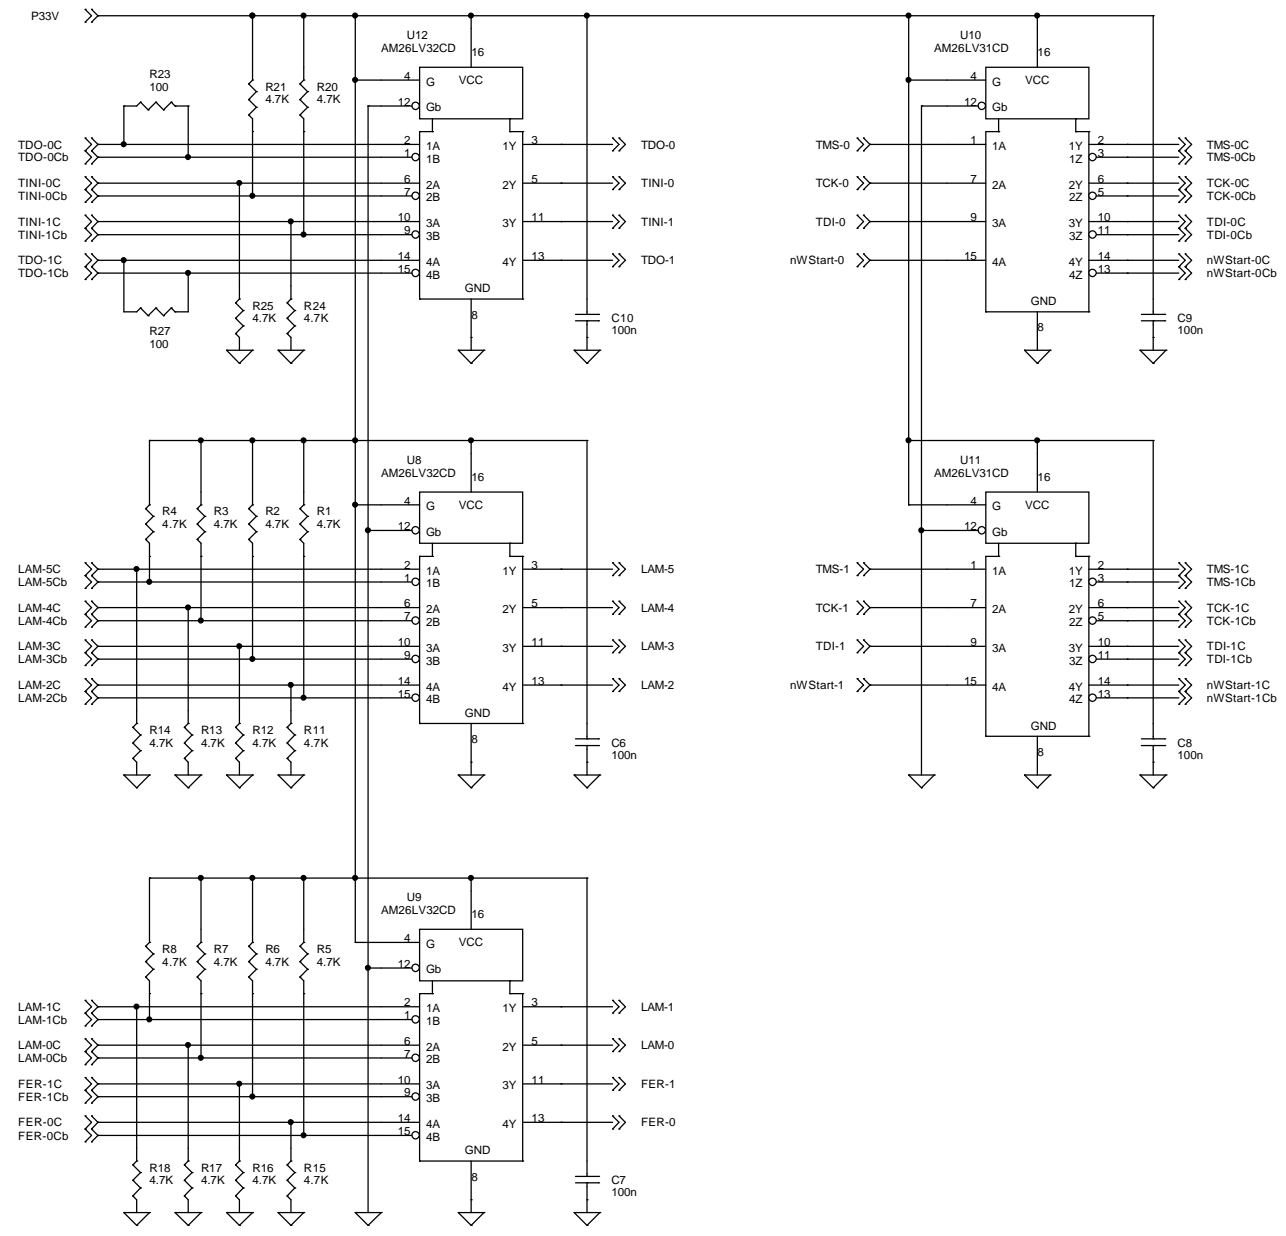 P33V
U12
AM26LV32CD
16
VCC
4
G
12
Gb
R23
100
R21
4.7K
R20
4.7K
TDO-0C
TDO-0Cb
TINI-0C
TINI-0Cb
TINI-1C
TINI-1Cb
TDO-1C
TDO-1Cb
2
1A
1
1B
6
2A
7
2B
10
3A
9
3B
14
4A
15
4B
1Y
3
TDO-0
2Y
5
TINI-0
3Y
11
TINI-1
4Y
13
TDO-1
GND
8
R27
100
R25
4.7K
R24
4.7K
C10
100n
U10
AM26LV31CD
16
VCC
4
G
12
Gb
TMS-0
1
1A
TCK-0
7
2A
TDI-0
9
3A
nWStart-0
15
4A
1Y
2
TMS-0C
1Z
3
TMS-0Cb
2Y
6
TCK-0C
2Z
5
TCK-0Cb
3Y
10
TDI-0C
3Z
11
TDI-0Cb
4Y
14
nWStart-0C
4Z
13
nWStart-0Cb
GND
8
C9
100n
U8
AM26LV32CD
16
VCC
4
G
12
Gb
R4
4.7K
R3
4.7K
R2
4.7K
R1
4.7K
LAM-5C
LAM-5Cb
LAM-4C
LAM-4Cb
LAM-3C
LAM-3Cb
LAM-2C
LAM-2Cb
2
1A
1
1B
6
2A
7
2B
10
3A
9
3B
14
4A
15
4B
1Y
3
LAM-5
2Y
5
LAM-4
3Y
11
LAM-3
4Y
13
LAM-2
GND
8
R14
4.7K
R13
4.7K
R12
4.7K
R11
4.7K
C6
100n
U11
AM26LV31CD
16
VCC
4
G
12
Gb
TMS-1
1
1A
TCK-1
7
2A
TDI-1
9
3A
nWStart-1
15
4A
1Y
2
TMS-1C
1Z
3
TMS-1Cb
2Y
6
TCK-1C
2Z
5
TCK-1Cb
3Y
10
TDI-1C
3Z
11
TDI-1Cb
4Y
14
nWStart-1C
4Z
13
nWStart-1Cb
GND
8
C8
100n
U9
AM26LV32CD
16
VCC
4
G
12
Gb
R8
4.7K
R7
4.7K
R6
4.7K
R5
4.7K
LAM-1C
LAM-1Cb
LAM-0C
LAM-0Cb
FER-1C
FER-1Cb
FER-0C
FER-0Cb
2
1A
1
1B
6
2A
7
2B
10
3A
9
3B
14
4A
15
4B
1Y
3
LAM-1
2Y
5
LAM-0
3Y
11
FER-1
4Y
13
FER-0
GND
8
R18
4.7K
R17
4.7K
R16
4.7K
R15
4.7K
C7
100n